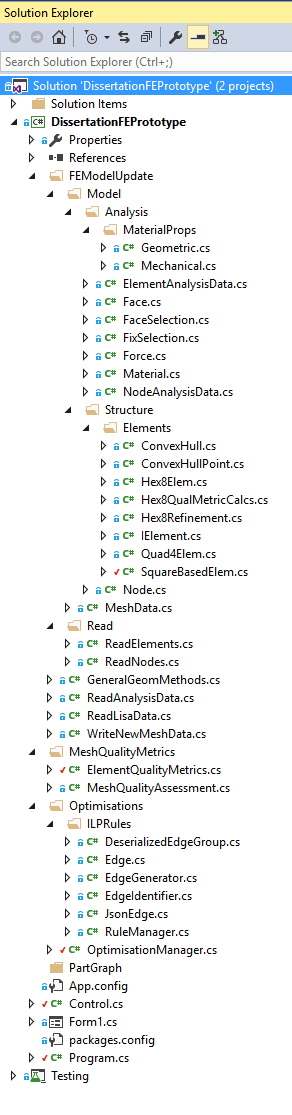 Solution Explorer
Search Solution Explorer (Ctrl+;)
Solution 'DissertationFEPrototype' (2 projects)
Solution Items
C# DissertationFEPrototype
Properties
References
FEModelUpdate
Model
Analysis
MaterialProps
C# Geometric.cs
C# Mechanical.cs
C# ElementAnalysisData.cs
C# Face.cs
C# FaceSelection.cs
C# FixSelection.cs
C# Force.cs
C# Material.cs
C# NodeAnalysisData.cs
Structure
Elements
C# ConvexHull.cs
C# ConvexHullPoint.cs
C# Hex8Elem.cs
C# Hex8QualMetricCalcs.cs
C# Hex8Refinement.cs
C# IElement.cs
C# Quad4Elem.cs
C# SquareBasedElem.cs
C# Node.cs
C# MeshData.cs
Read
C# ReadElements.cs
C# ReadNodes.cs
C# GeneralGeomMethods.cs
C# ReadAnalysisData.cs
C# ReadLisaData.cs
C# WriteNewMeshData.cs
MeshQualityMetrics
C# ElementQualityMetrics.cs
C# MeshQualityAssessment.cs
Optimisations
ILPRules
C# DeserializedEdgeGroup.cs
C# Edge.cs
C# EdgeGenerator.cs
C# EdgeIdentifier.cs
C# JsonEdge.cs
C# RuleManager.cs
C# OptimisationManager.cs
PartGraph
App.config
C# Control.cs
Form1.cs
packages.config
C# Program.cs
Testing